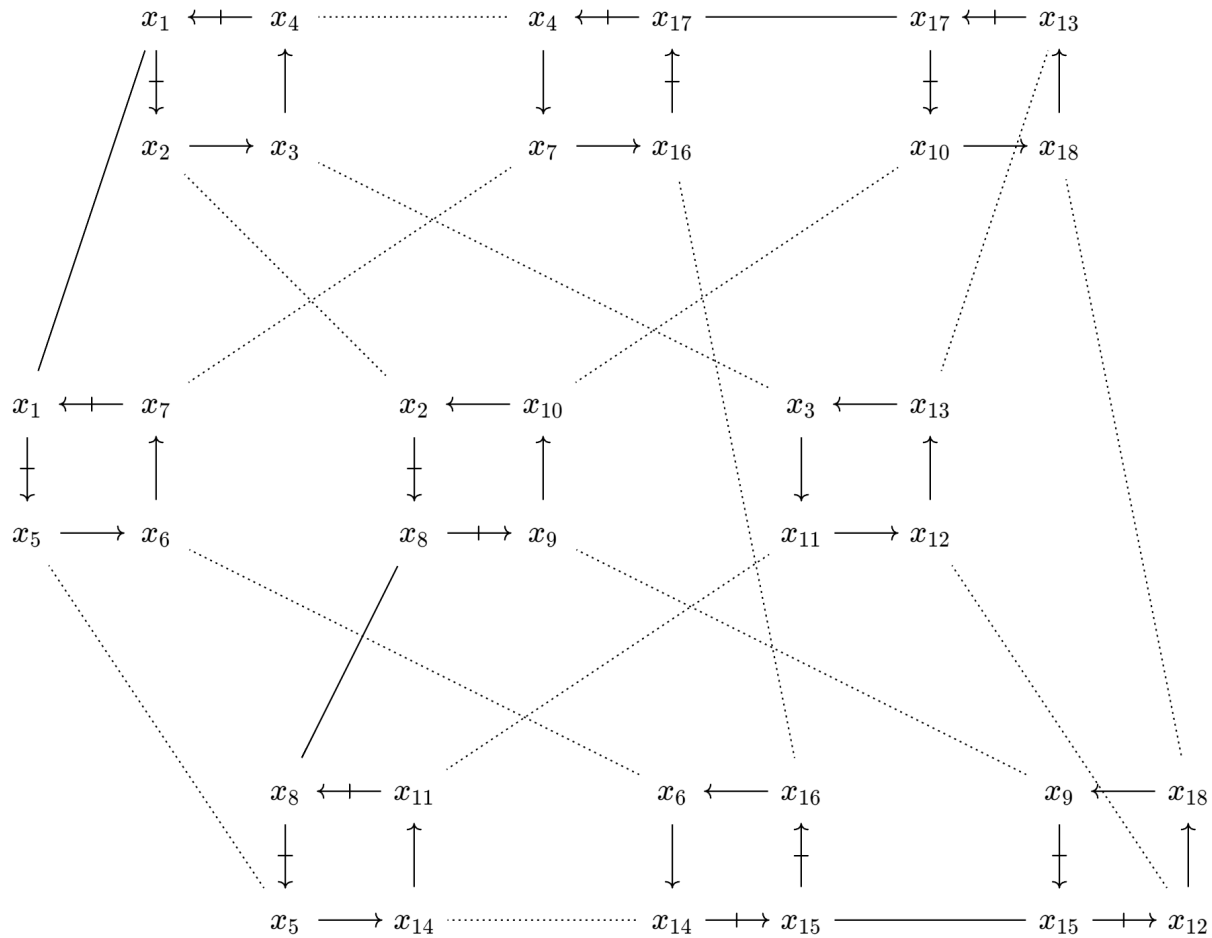 x₁ x₄ x₄ x₁₇ x₁₇ x₁₃
x₂ x₃ x₇ x₁₆ x₁₀ x₁₈
x₁ x₇ x₂ x₁₀ x₃ x₁₃
x₅ x₆ x₈ x₉ x₁₁ x₁₂
x₈ x₁₁ x₆ x₁₆ x₉ x₁₈
x₅ x₁₄ x₁₄ x₁₅ x₁₅ x₁₂